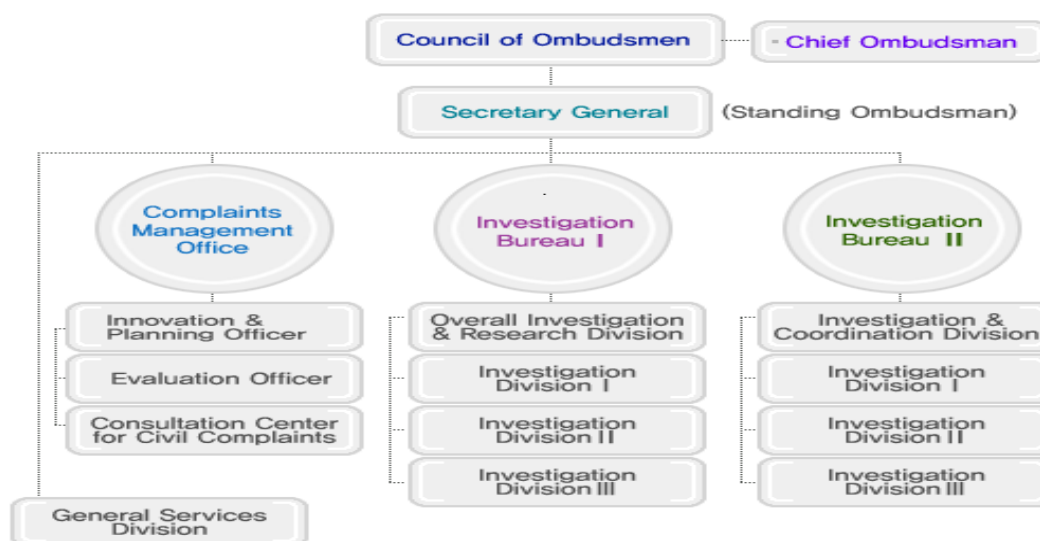 Council of Ombudsmen
- Chief Ombudsman
Secretary General
(Standing Ombudsman)
Complaints
Management
Office
Investigation
Bureau I
Investigation
Bureau II
Innovation &
Planning Officer
Evaluation Officer
Consultation Center
for Civil Complaints
Overall Investigation
& Research Division
Investigation
Division I
Investigation
Division II
Investigation
Division III
Investigation &
Coordination Division
Investigation
Division I
Investigation
Division II
Investigation
Division III
General Services
Division